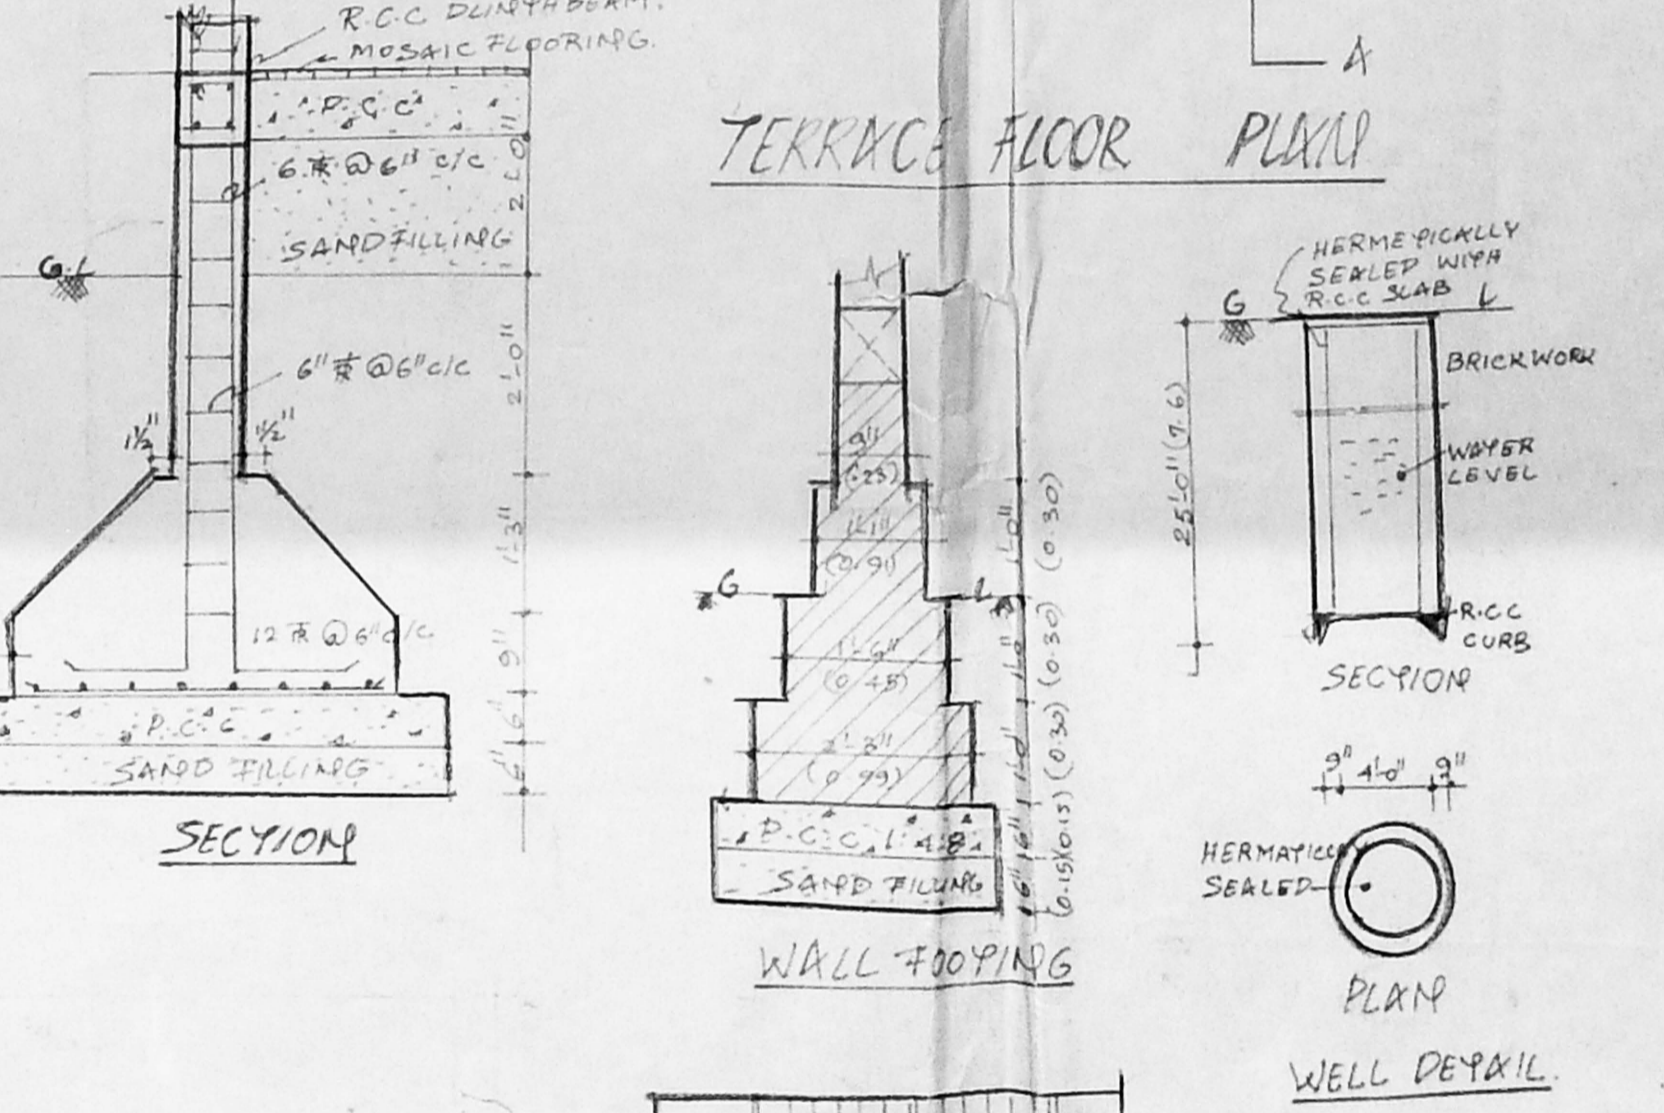 R.C.C PLINTH BEAM.
MOSAIC FLOORING.
P.C.C
6 @ 6" c/c
SAND FILLING
G.L
6" @ 6" c/c
1½"
1½"
12 @ 6" c/c
P.C.C
SAND FILLING
2'-0"
2'-0"
1'-3"
9"
6"
6"
SECTION
A
TERRACE FLOOR PLAN
9"
(.23)
1'-1"
G L
1'-6"
(0.45)
2'-3"
(0.99)
P.C.C 1:4:8
SAND FILLING
1'-0" (0.30)
1'-0" (0.30)
1'-0" (0.30)
6" (0.15)
6" (0.15)
WALL FOOTING
HERMETICALLY
SEALED WITH
R.C.C SLAB
G L
BRICKWORK
25'-0" (7.6)
WATER
LEVEL
R.C.C
CURB
SECTION
9" 4'-0" 9"
SEALED
PLAN
WELL DETAIL.